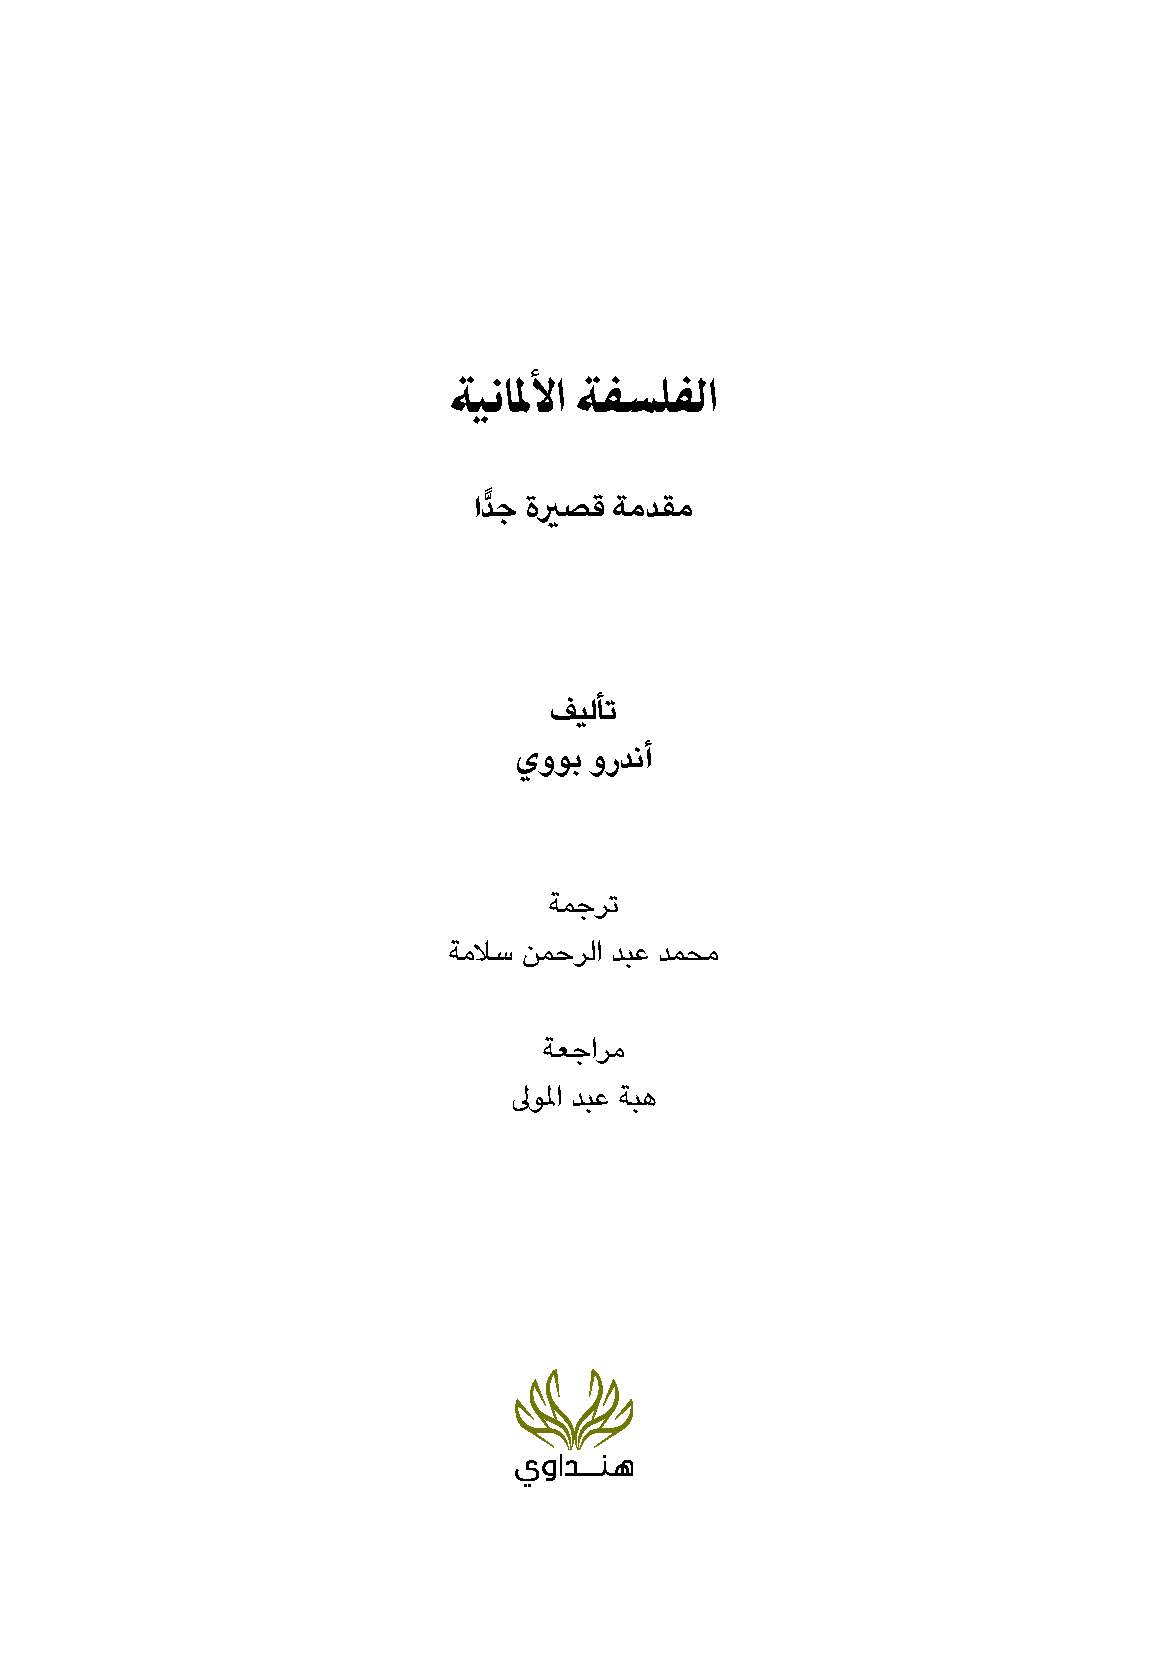 الفلسفة الألمانية
مقدمة قصيرة جدًّا
تأليف
أندرو بووي
ترجمة
محمد عبد الرحمن سلامة
مراجعة
هبة عبد المولى
هنداوي